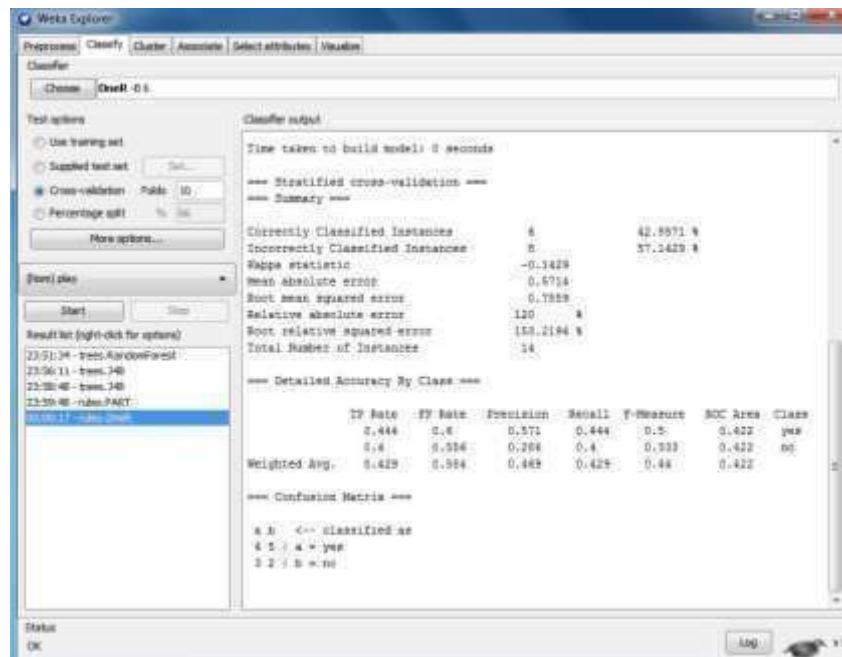 Weka Explorer
Preprocess Classify Cluster Associate Select attributes Visualize
Classifier
Choose OneR -B 6
Test options
Use training set
Supplied test set Set...
Cross-validation Folds 10
Percentage split %
More options...
(Nom) play
Start Stop
Result list (right-click for options)
23:51:34 - trees.RandomForest
23:56:11 - trees.J48
23:58:48 - trees.J48
23:59:48 - rules.PART
rules.OneR
Classifier output
Time taken to build model: 0 seconds
=== Stratified cross-validation ===
=== Summary ===
Correctly Classified Instances 6 42.8571 %
Incorrectly Classified Instances 8 57.1429 %
Kappa statistic -0.1429
Mean absolute error 0.5714
Root mean squared error 0.7559
Relative absolute error 120 %
Root relative squared error 153.2194 %
Total Number of Instances 14
=== Detailed Accuracy By Class ===
TP Rate FP Rate Precision Recall F-Measure ROC Area Class
0.444 0.6 0.571 0.444 0.5 0.422 yes
0.4 0.556 0.286 0.4 0.333 0.422 no
Weighted Avg. 0.429 0.584 0.469 0.429 0.44 0.422
=== Confusion Matrix ===
a b <-- classified as
4 5 | a = yes
3 2 | b = no
Status
OK
Log